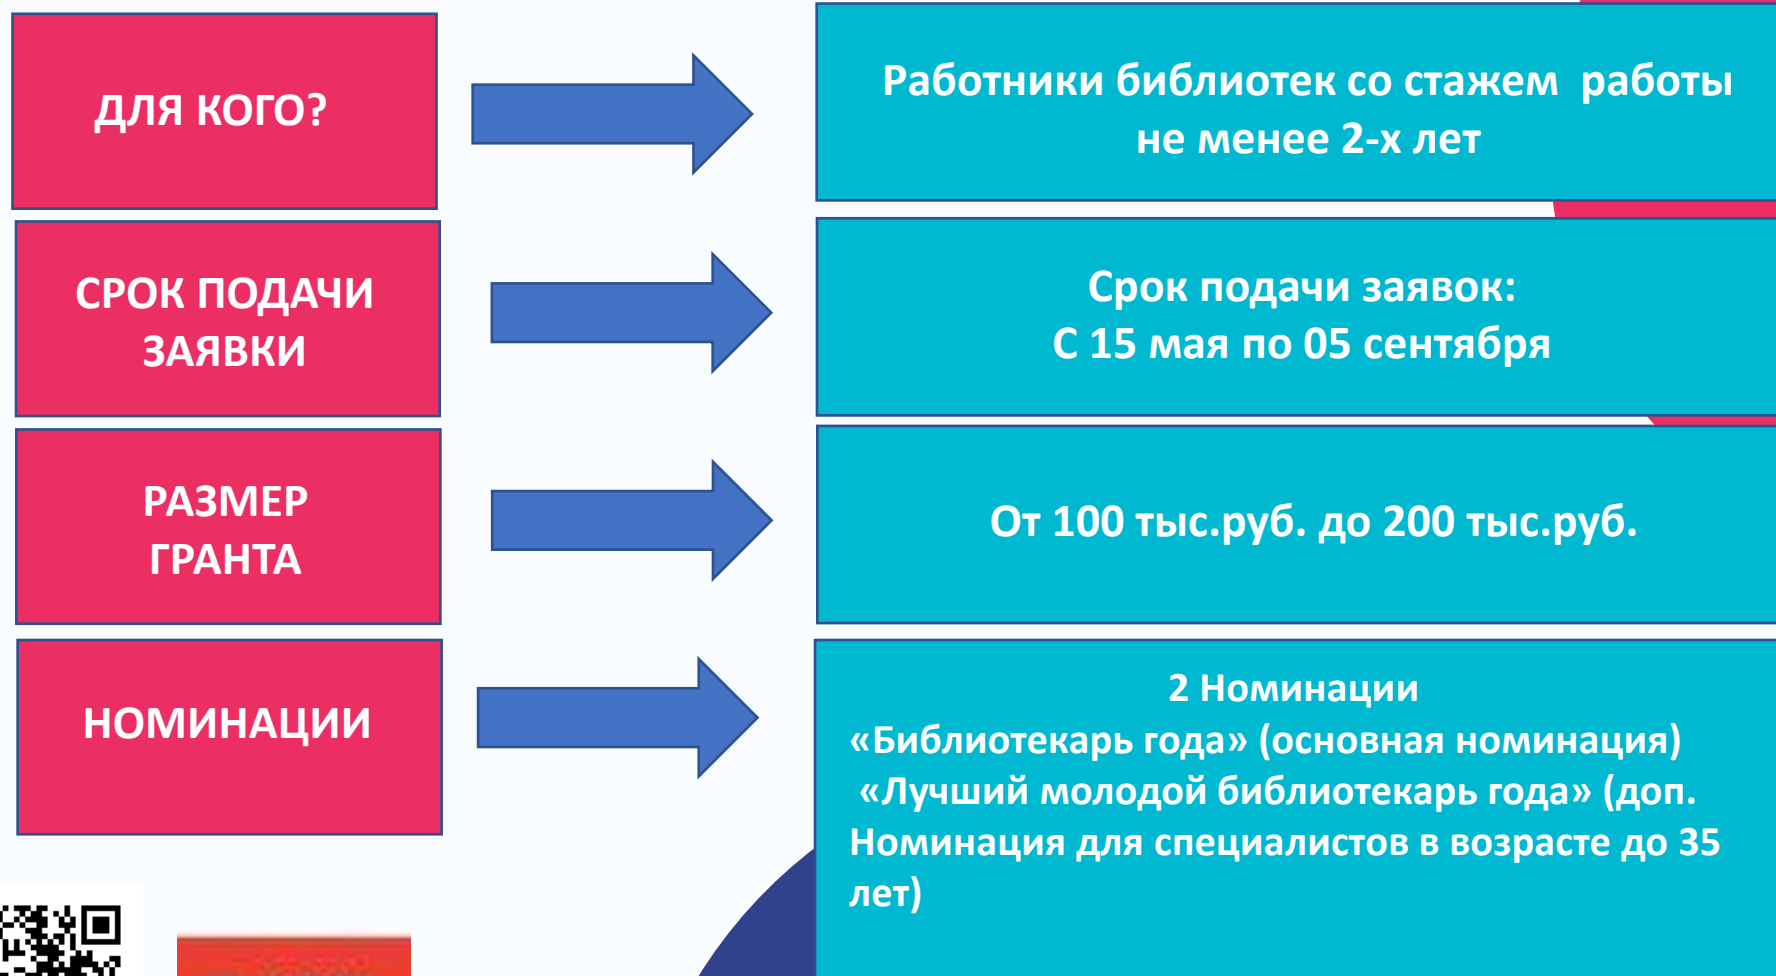 ДЛЯ КОГО?
Работники библиотек со стажем работы
не менее 2-х лет
СРОК ПОДАЧИ
ЗАЯВКИ
Срок подачи заявок:
С 15 мая по 05 сентября
РАЗМЕР
ГРАНТА
От 100 тыс.руб. до 200 тыс.руб.
НОМИНАЦИИ
2 Номинации
«Библиотекарь года» (основная номинация)
«Лучший молодой библиотекарь года» (доп.
Номинация для специалистов в возрасте до 35
лет)